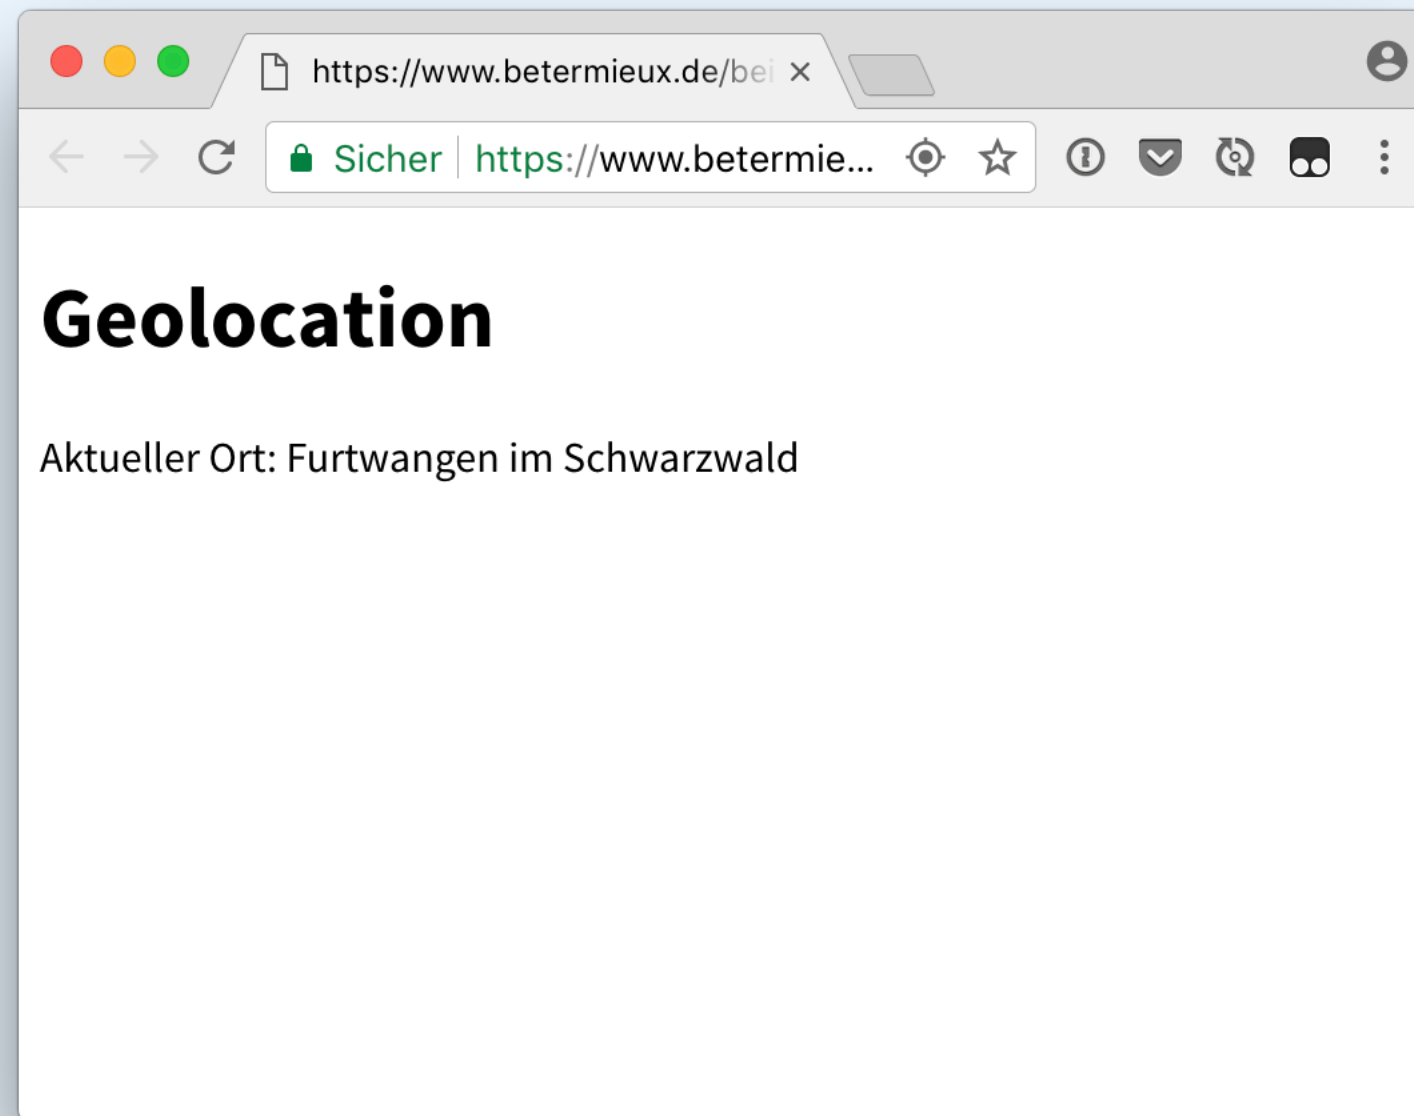 https://www.betermieux.de/bei
Sicher https://www.betermie...
Geolocation
Aktueller Ort: Furtwangen im Schwarzwald